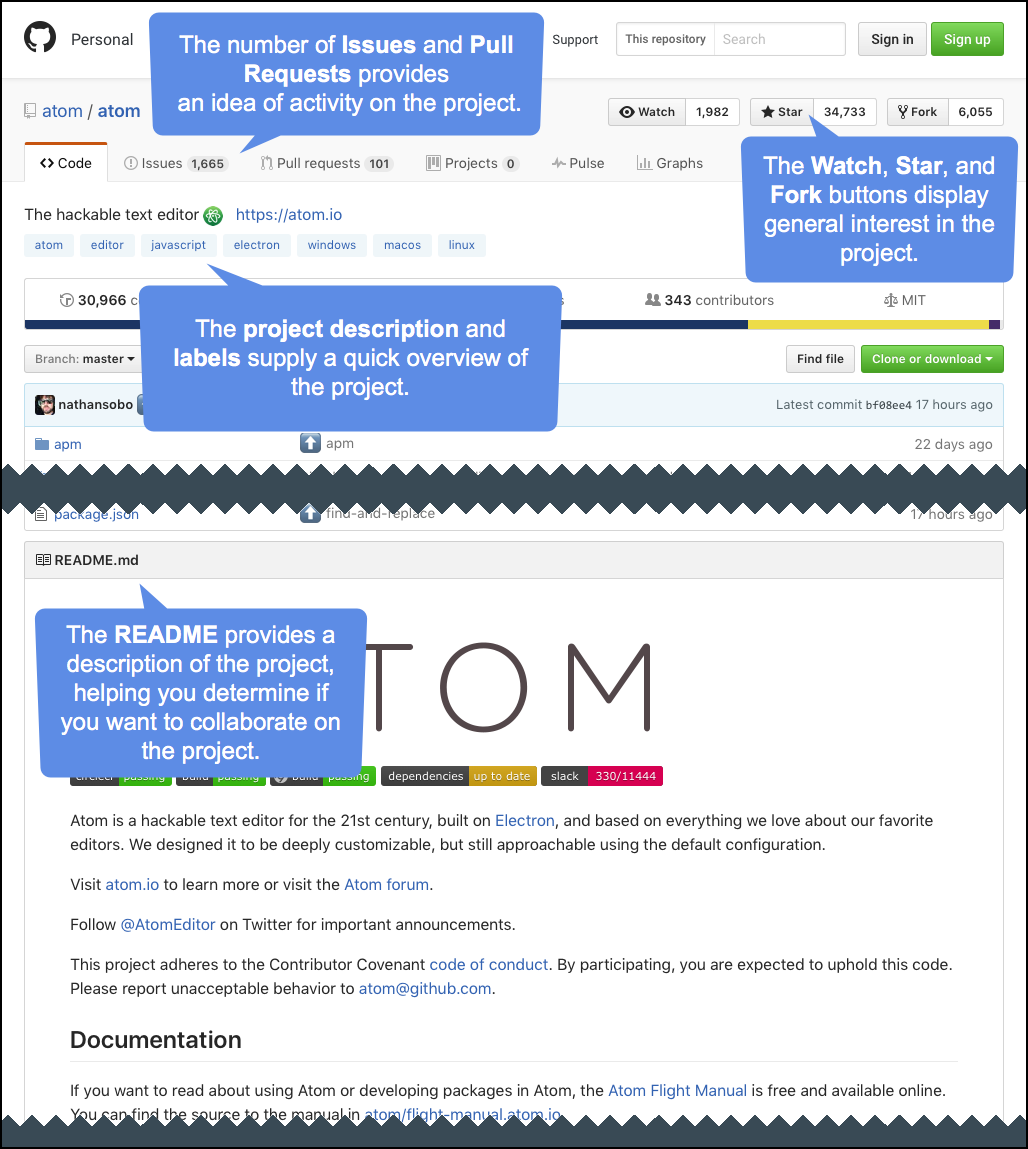 Personal
The number of Issues and Pull
Requests provides
an idea of activity on the project.
Support
This repository
Search
Sign in
Sign up
atom / atom
Watch 1,982
Star 34,733
Fork 6,055
Code
Issues 1,665
Pull requests 101
Projects 0
Pulse
Graphs
The Watch, Star, and
Fork buttons display
general interest in the
project.
The hackable text editor https://atom.io
atom editor javascript electron windows macos linux
30,966
343 contributors
MIT
The project description and
labels supply a quick overview of
the project.
Branch: master
Find file
Clone or download
nathansobo
Latest commit bf08ee4 17 hours ago
apm
apm
22 days ago
package.json
find-and-replace
17 hours ago
README.md
The README provides a
description of the project,
helping you determine if
you want to collaborate on
the project.
TOM
circleci passing build passing build passing dependencies up to date slack 330/11444
Atom is a hackable text editor for the 21st century, built on Electron, and based on everything we love about our favorite
editors. We designed it to be deeply customizable, but still approachable using the default configuration.
Visit atom.io to learn more or visit the Atom forum.
Follow @AtomEditor on Twitter for important announcements.
This project adheres to the Contributor Covenant code of conduct. By participating, you are expected to uphold this code.
Please report unacceptable behavior to atom@github.com.
Documentation
If you want to read about using Atom or developing packages in Atom, the Atom Flight Manual is free and available online.
You can find the source to the manual in atom/flight-manual.atom.io